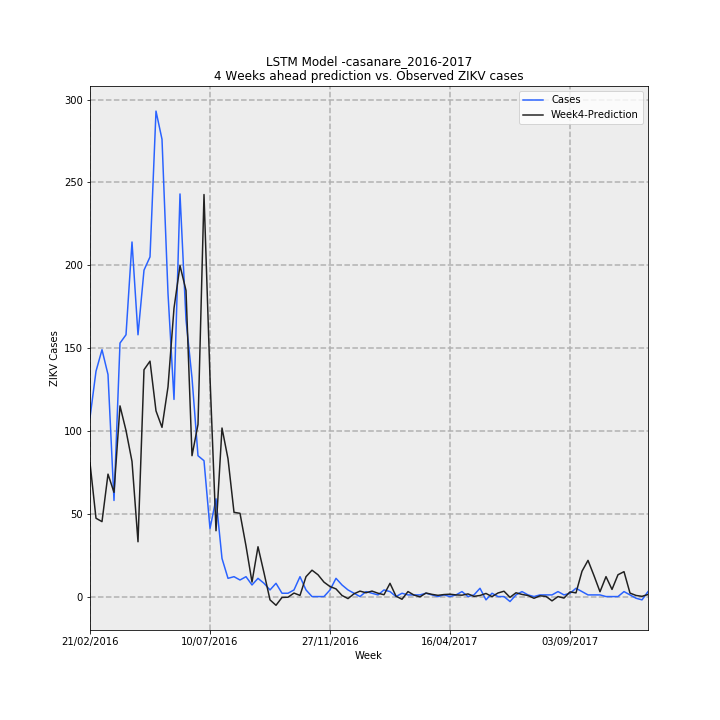 LSTM Model -casanare_2016-2017
4 Weeks ahead prediction vs. Observed ZIKV cases
Cases
Week4-Prediction
300
250
200
150
100
50
0
ZIKV Cases
21/02/2016
10/07/2016
27/11/2016
16/04/2017
03/09/2017
Week